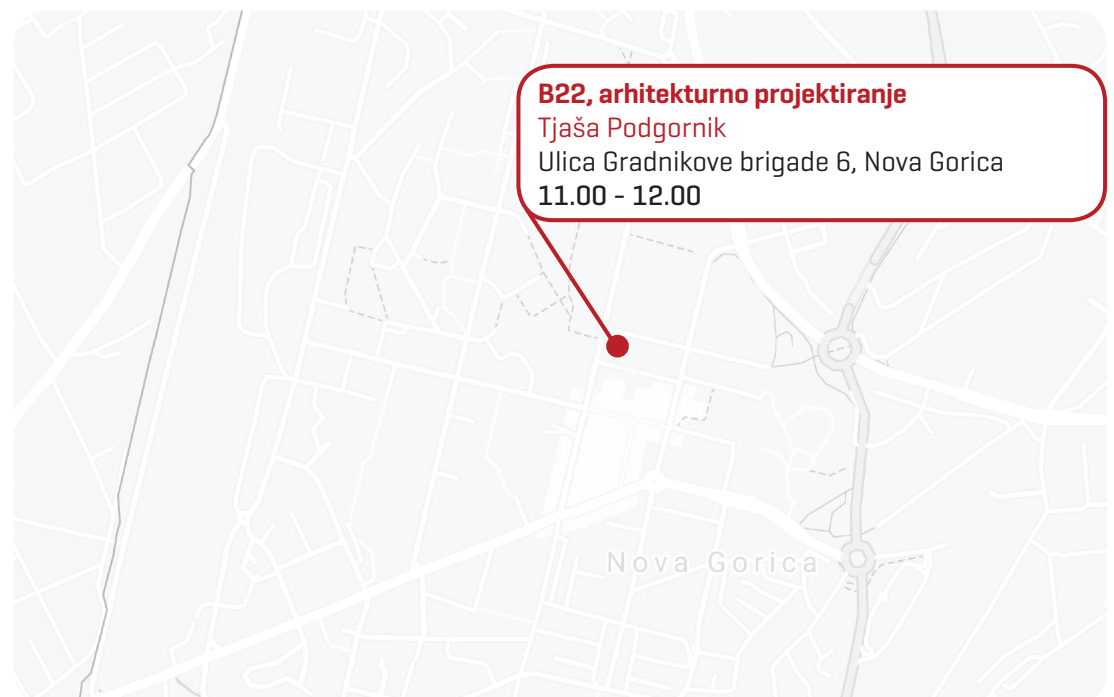 B22, arhitekturno projektiranje
Tjaša Podgornik
Ulica Gradnikove brigade 6, Nova Gorica
11.00 - 12.00
Nova Gorica